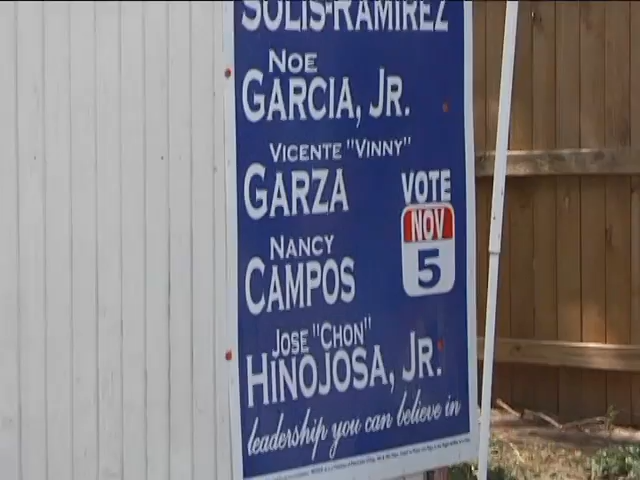 SOLIS-RAMIREZ
NOE
GARCIA, JR.
VICENTE "VINNY"
GARZA
VOTE
NOV
5
NANCY
CAMPOS
JOSE "CHON"
HINOJOSA, JR.
leadership you can believe in